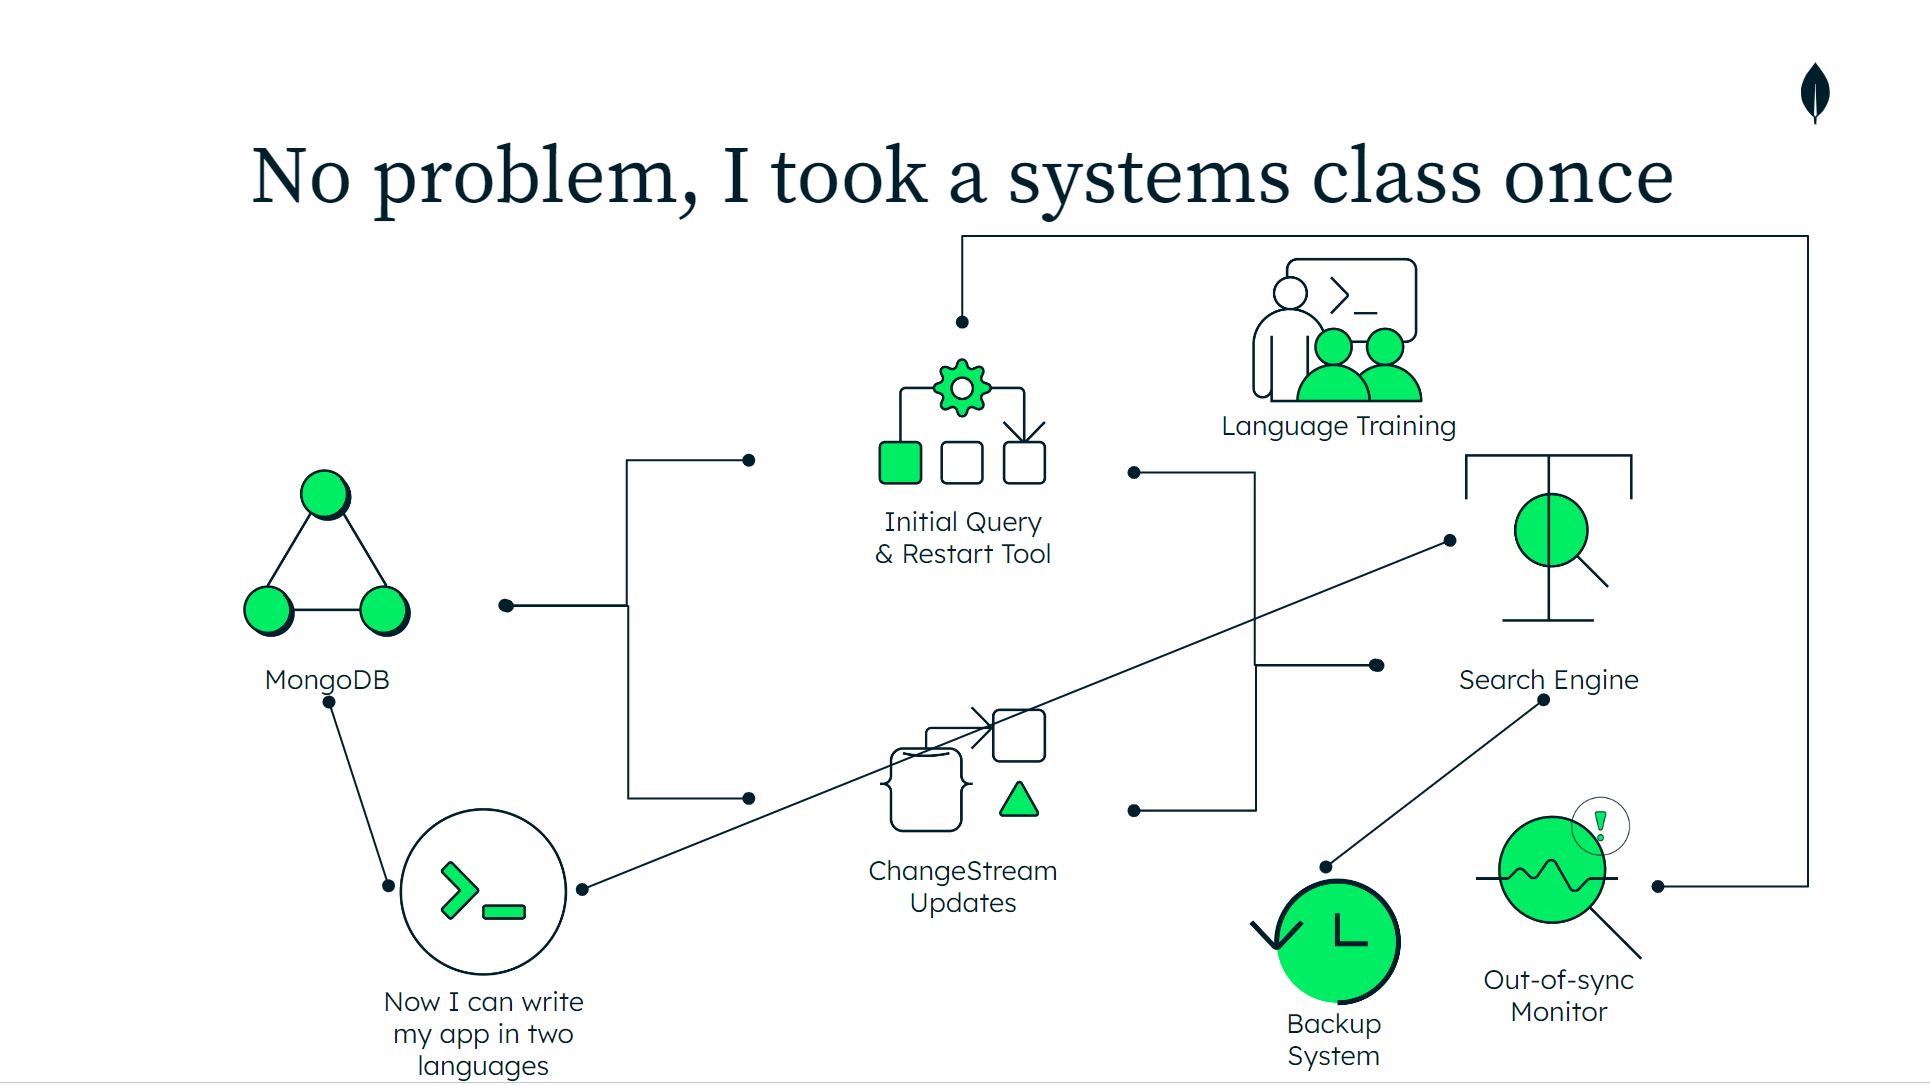 No problem, I took a systems class once
Language Training
Initial Query
& Restart Tool
MongoDB
Search Engine
ChangeStream
Updates
Now I can write
my app in two
languages
Backup
System
Out-of-sync
Monitor